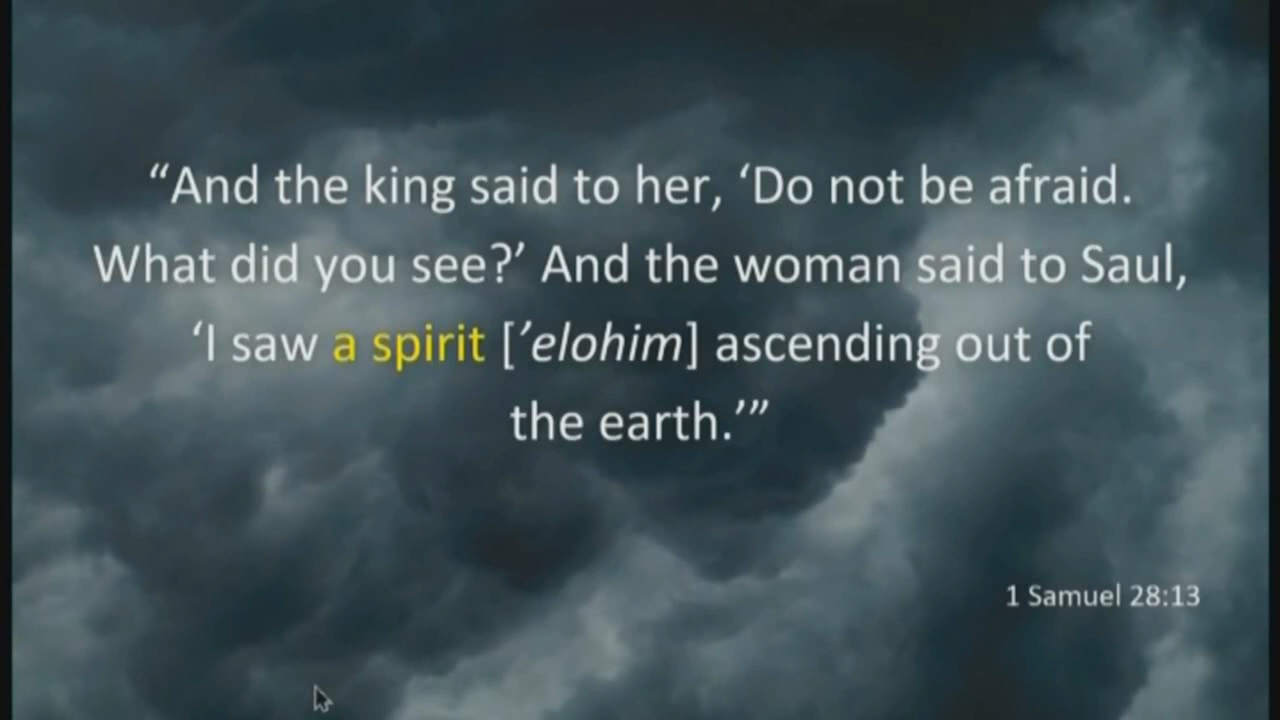 “And the king said to her, ‘Do not be afraid.
What did you see?’ And the woman said to Saul,
‘I saw a spirit [’elohim] ascending out of
the earth.’”
1 Samuel 28:13